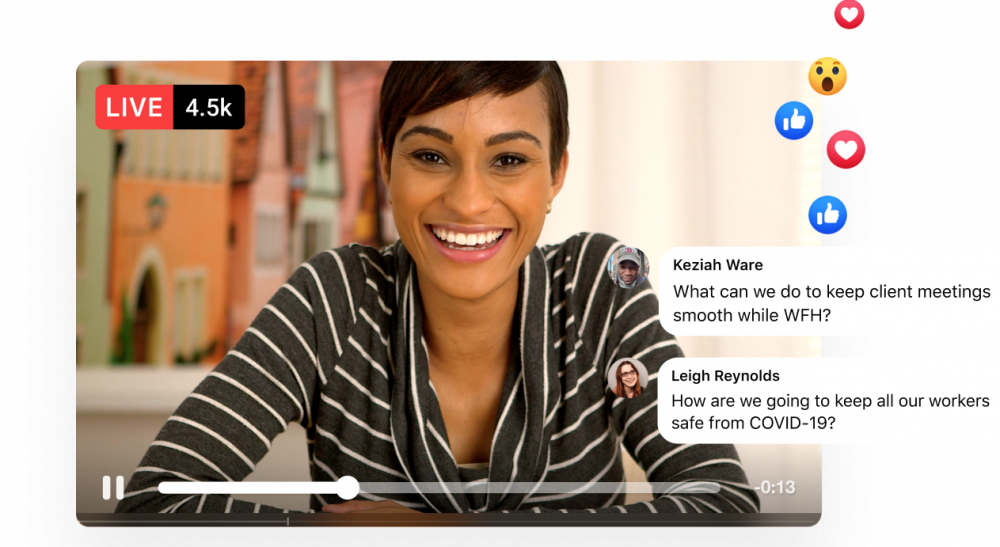 LIVE 4.5k
Keziah Ware
What can we do to keep client meetings
smooth while WFH?
Leigh Reynolds
How are we going to keep all our workers
safe from COVID-19?
-0:13